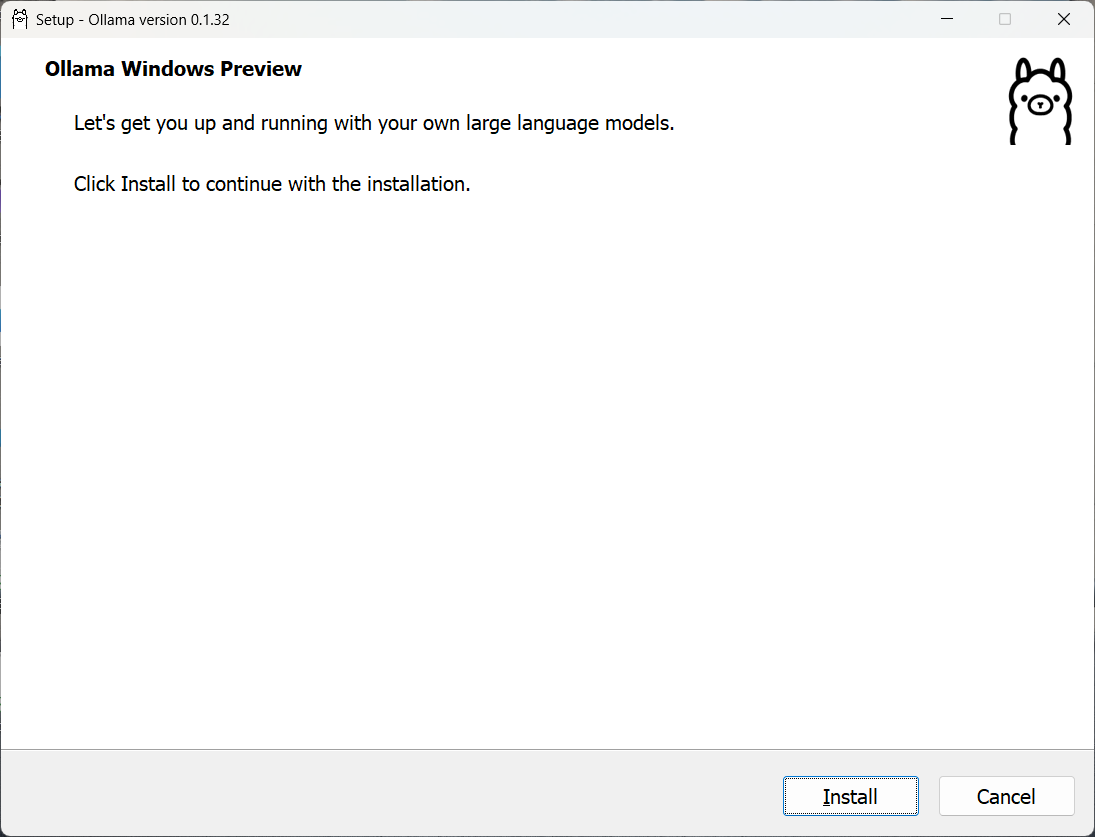 Setup - Ollama version 0.1.32
Ollama Windows Preview
Let's get you up and running with your own large language models.
Click Install to continue with the installation.
Install
Cancel